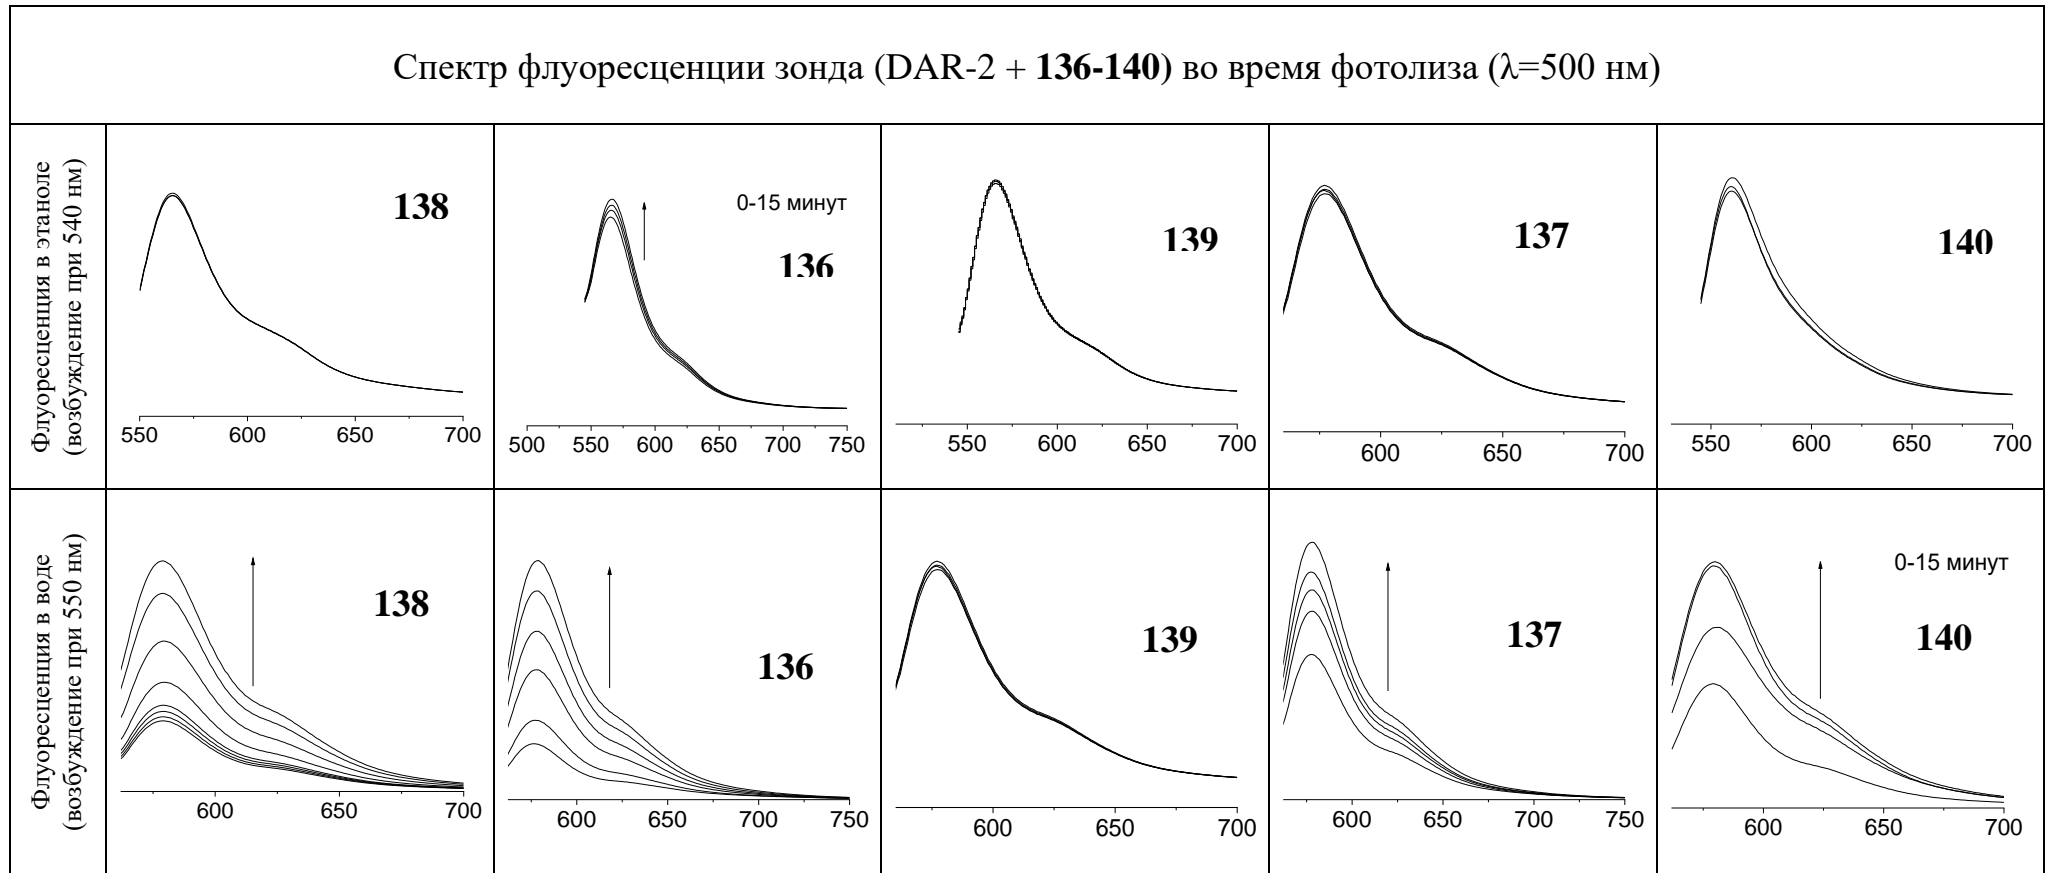 Спектр флуоресценции зонда (DAR-2 + 136-140) во время фотолиза (λ=500 нм)
Флуоресценция в этаноле
(возбуждение при 540 нм)
138
550 600 650 700
0-15 минут
136
500 550 600 650 700 750
139
550 600 650 700
137
600 650 700
140
550 600 650 700
Флуоресценция в воде
(возбуждение при 550 нм)
138
600 650 700
136
600 650 700 750
139
600 650 700
137
600 650 700 750
0-15 минут
140
600 650 700